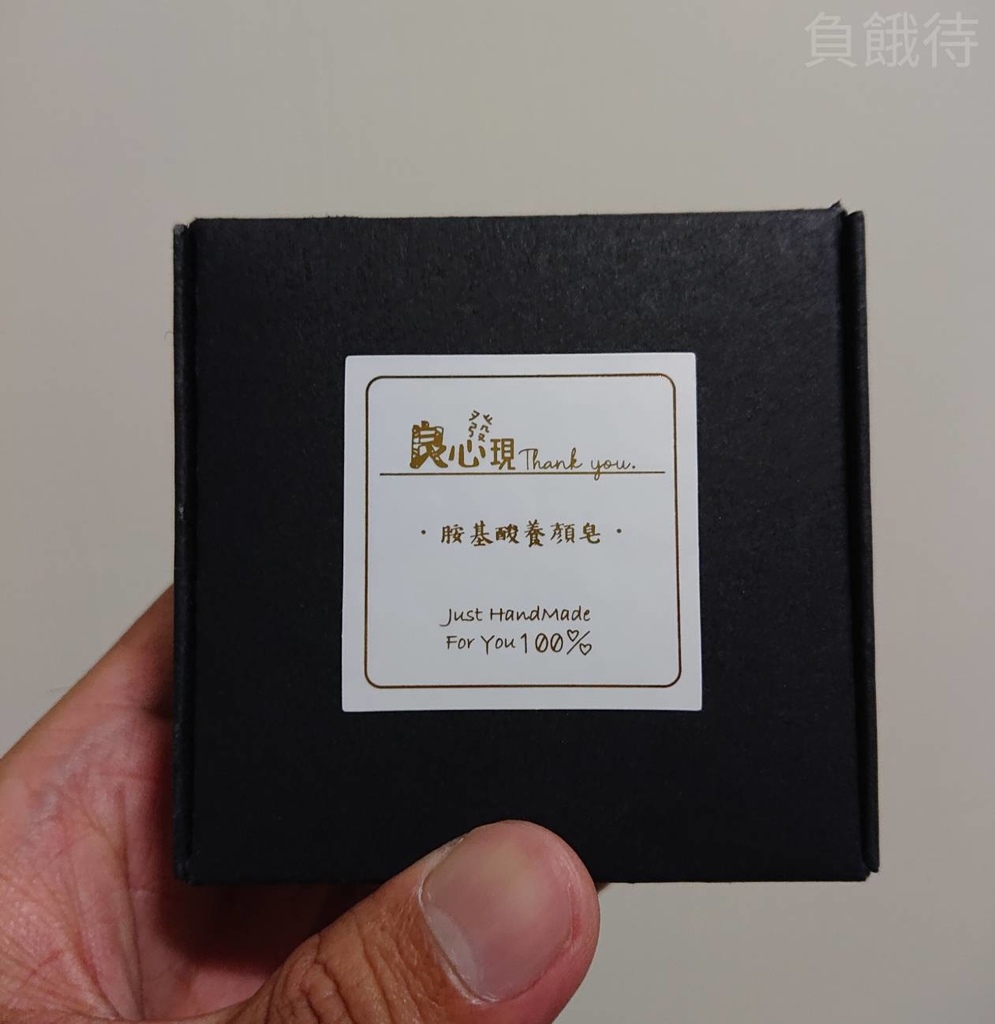 負餓待
良心發現 Thank you.
·胺基酸養顏皂·
Just HandMade
For You 100%